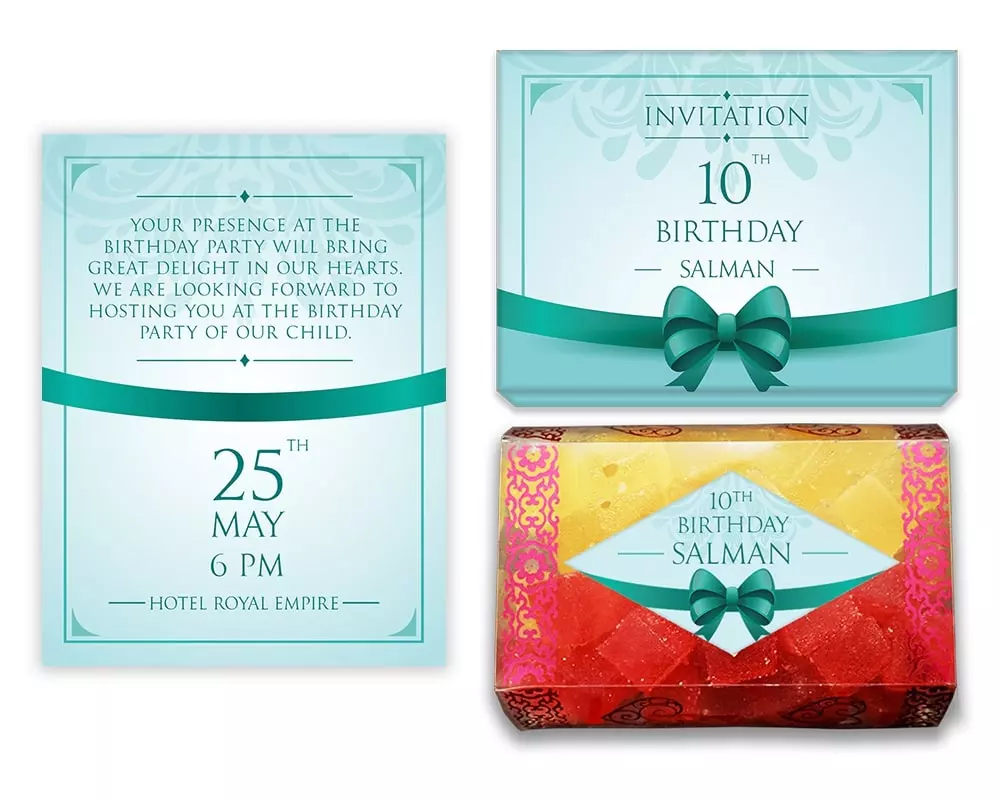 YOUR PRESENCE AT THE
BIRTHDAY PARTY WILL BRING
GREAT DELIGHT IN OUR HEARTS.
WE ARE LOOKING FORWARD TO
HOSTING YOU AT THE BIRTHDAY
PARTY OF OUR CHILD.
25TH
MAY
6 PM
HOTEL ROYAL EMPIRE
INVITATION
10TH
BIRTHDAY
SALMAN
10TH
BIRTHDAY
SALMAN